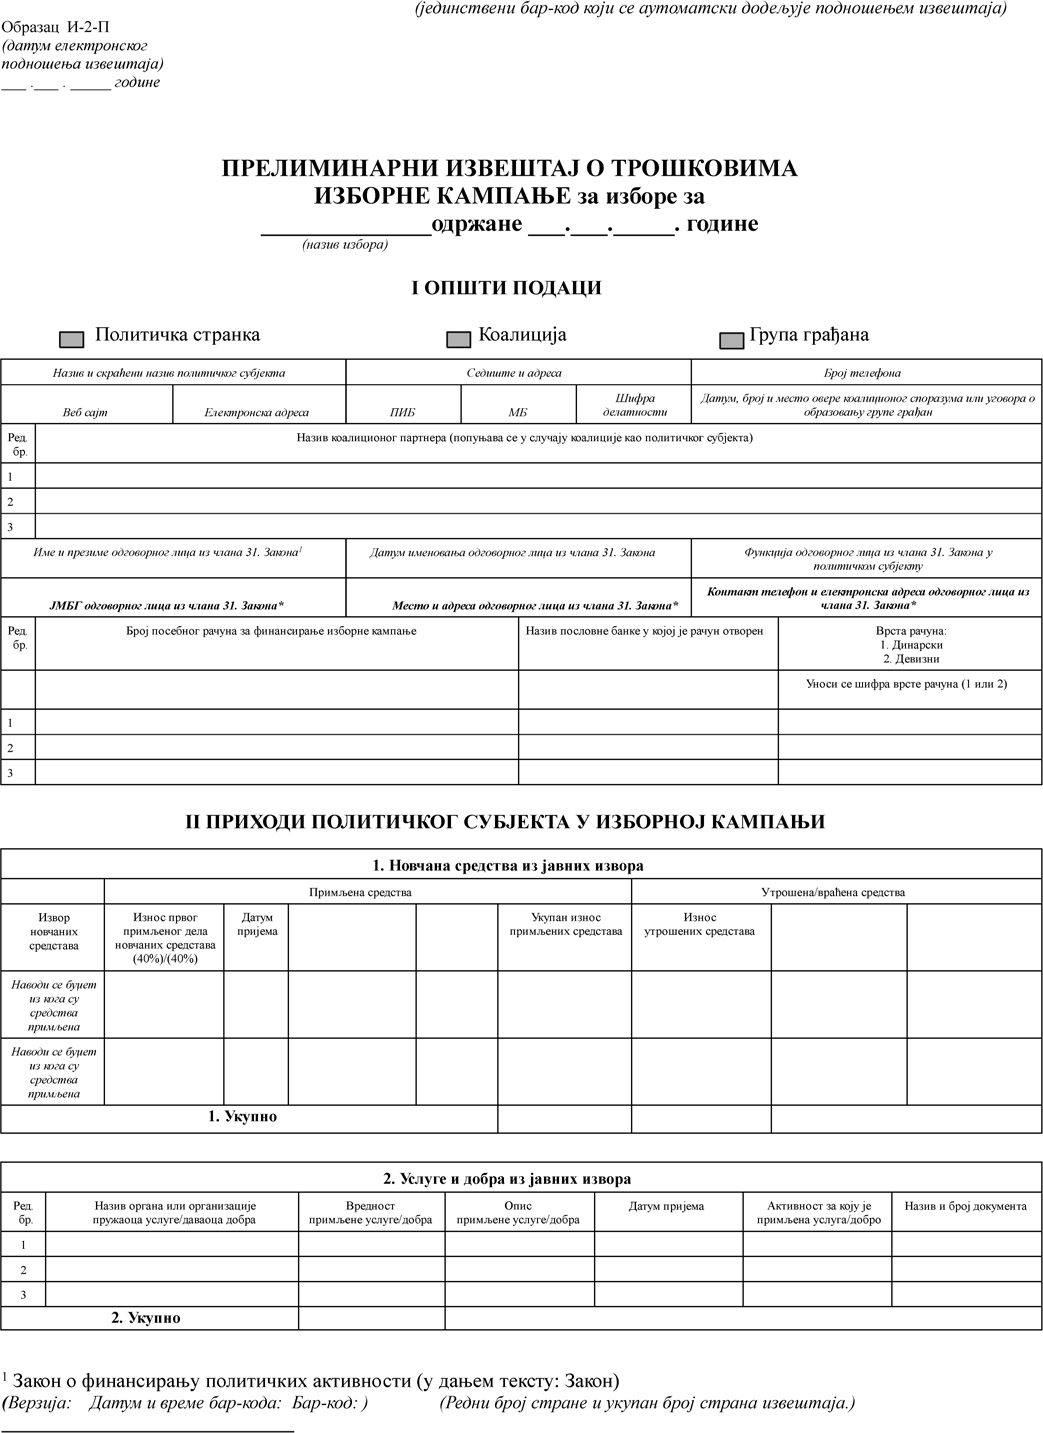 (јединствени бар-код који се аутоматски додељује подношењем извештаја)
Образац И-2-П
(датум електронског
подношења извештаја)
___ .___ . _____ године
ПРЕЛИМИНАРНИ ИЗВЕШТАЈ О ТРОШКОВИМА
ИЗБОРНЕ КАМПАЊЕ за изборе за
______________одржане ___.___._____. године
(назив избора)
I ОПШТИ ПОДАЦИ
Политичка странка Коалиција Група грађана
Назив и скраћени назив политичког субјекта Седиште и адреса Број телефона
Веб сајт Електронска адреса ПИБ МБ Шифра делатности Датум, број и место овере коалиционог споразума или уговора о
образовању групе грађан
Ред. бр. Назив коалиционог партнера (попуњава се у случају коалиције као политичког субјекта)
1
2
3
Име и презиме одговорног лица из члана 31. Закона¹ Датум именовања одговорног лица из члана 31. Закона Функција одговорног лица из члана 31. Закона у
политичком субјекту
ЈМБГ одговорног лица из члана 31. Закона* Место и адреса одговорног лица из члана 31. Закона* Контакт телефон и електронска адреса одговорног лица из
члана 31. Закона*
Ред. бр. Број посебног рачуна за финансирање изборне кампање Назив пословне банке у којој је рачун отворен Врста рачуна:
1. Динарски
2. Девизни
Уноси се шифра врсте рачуна (1 или 2)
1
2
3
II ПРИХОДИ ПОЛИТИЧКОГ СУБЈЕКТА У ИЗБОРНОЈ КАМПАЊИ
1. Новчана средства из јавних извора
Примљена средства Утрошена/враћена средства
Извор Износ првог Датум Укупан износ Износ
новчаних примљеног дела пријема примљених средстава утрошених средстава
средстава новчаних средстава
(40%)/(40%)
Наводи се буџет
из кога су
средства
примљена
Наводи се буџет
из кога су
средства
примљена
1. Укупно
2. Услуге и добра из јавних извора
Ред. Назив органа или организације Вредност Опис Датум пријема Активност за коју је Назив и број документа
бр. пружаоца услуге/даваоца добра примљене услуге/добра примљене услуге/добра примљена услуга/добро
1
2
3
2. Укупно
¹ Закон о финансирању политичких активности (у дањем тексту: Закон)
(Верзија: Датум и време бар-кода: Бар-код: ) (Редни број стране и укупан број страна извештаја.)